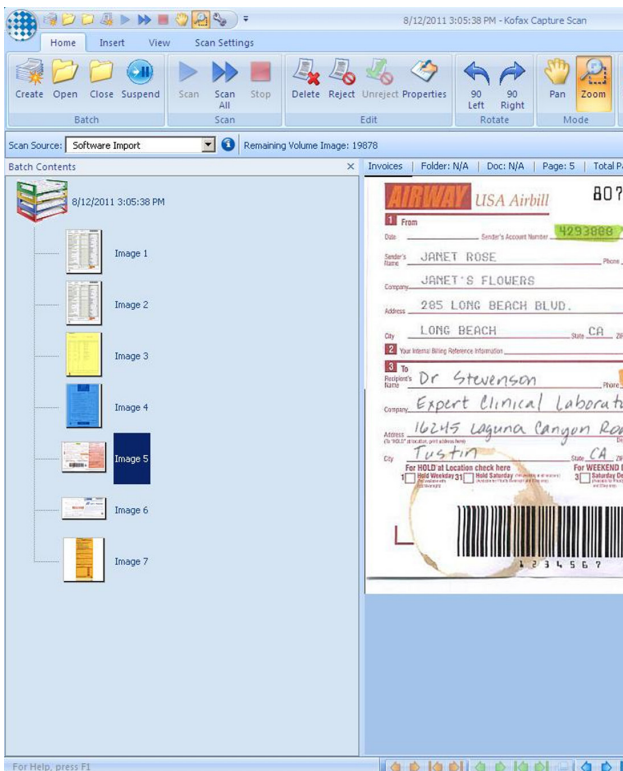 8/12/2011 3:05:38 PM - Kofax Capture Scan
Home Insert View Scan Settings
Create Open Close Suspend Scan Scan All Stop Delete Reject Unreject Properties 90 Left 90 Right Pan Zoom
Batch Scan Edit Rotate Mode
Scan Source: Software Import Remaining Volume Image: 19878
Batch Contents
Invoices Folder: N/A Doc: N/A Page: 5 Total
8/12/2011 3:05:38 PM
Image 1
Image 2
Image 3
Image 4
Image 5
Image 6
Image 7
AIRWAY USA Airbill 807
1 From
Date Sender's Account Number 4293808
Sender's Name JANET ROSE Phone
Company JANET'S FLOWERS
Address 205 LONG BEACH BLVD.
City LONG BEACH State CA
2 Your Internal Billing Reference Information
3 To
Recipient's Name Dr Stevenson Phone
Company Expert Clinical
Address 16245 Laguna Canyon
City Tustin State CA
For HOLD at Location check here For WEEKEND
1 Hold Weekday 31 Hold Saturday 3 Saturday
1 2 3 4 5 6 7
For Help, press F1